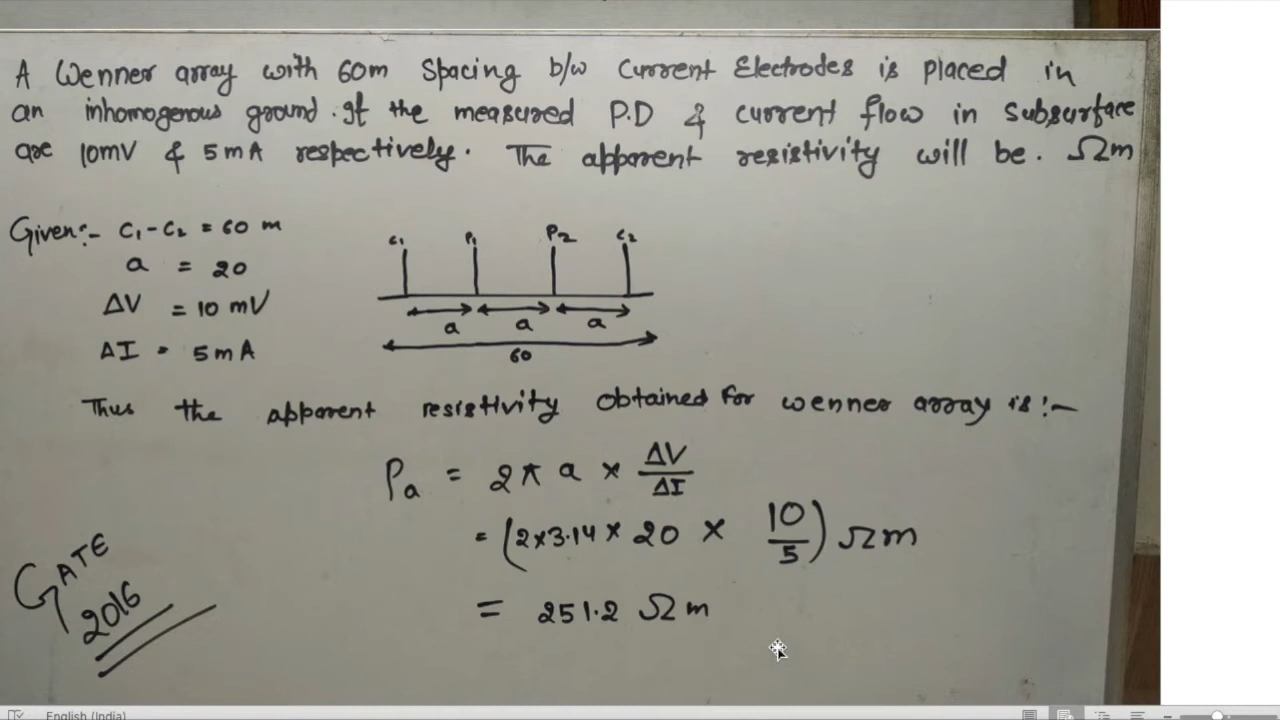 A Wenner array with 60m Spacing b/w Current Electrodes is placed in
an inhomogenous ground. If the measured P.D & current flow in subsurface
are 10mV & 5mA respectively. The apparent resistivity will be. Ωm
Given:- C₁-C₂ = 60 m
a = 20
ΔV = 10 mV
ΔI = 5mA
C₁ P₁ P₂ C₂
a a a
60
Thus the apparent resistivity obtained for wenner array is:-
ρₐ = 2π a × ΔV/ΔI
= (2×3.14× 20 × 10/5) Ωm
= 251.2 Ωm
GATE
2016
English (India)